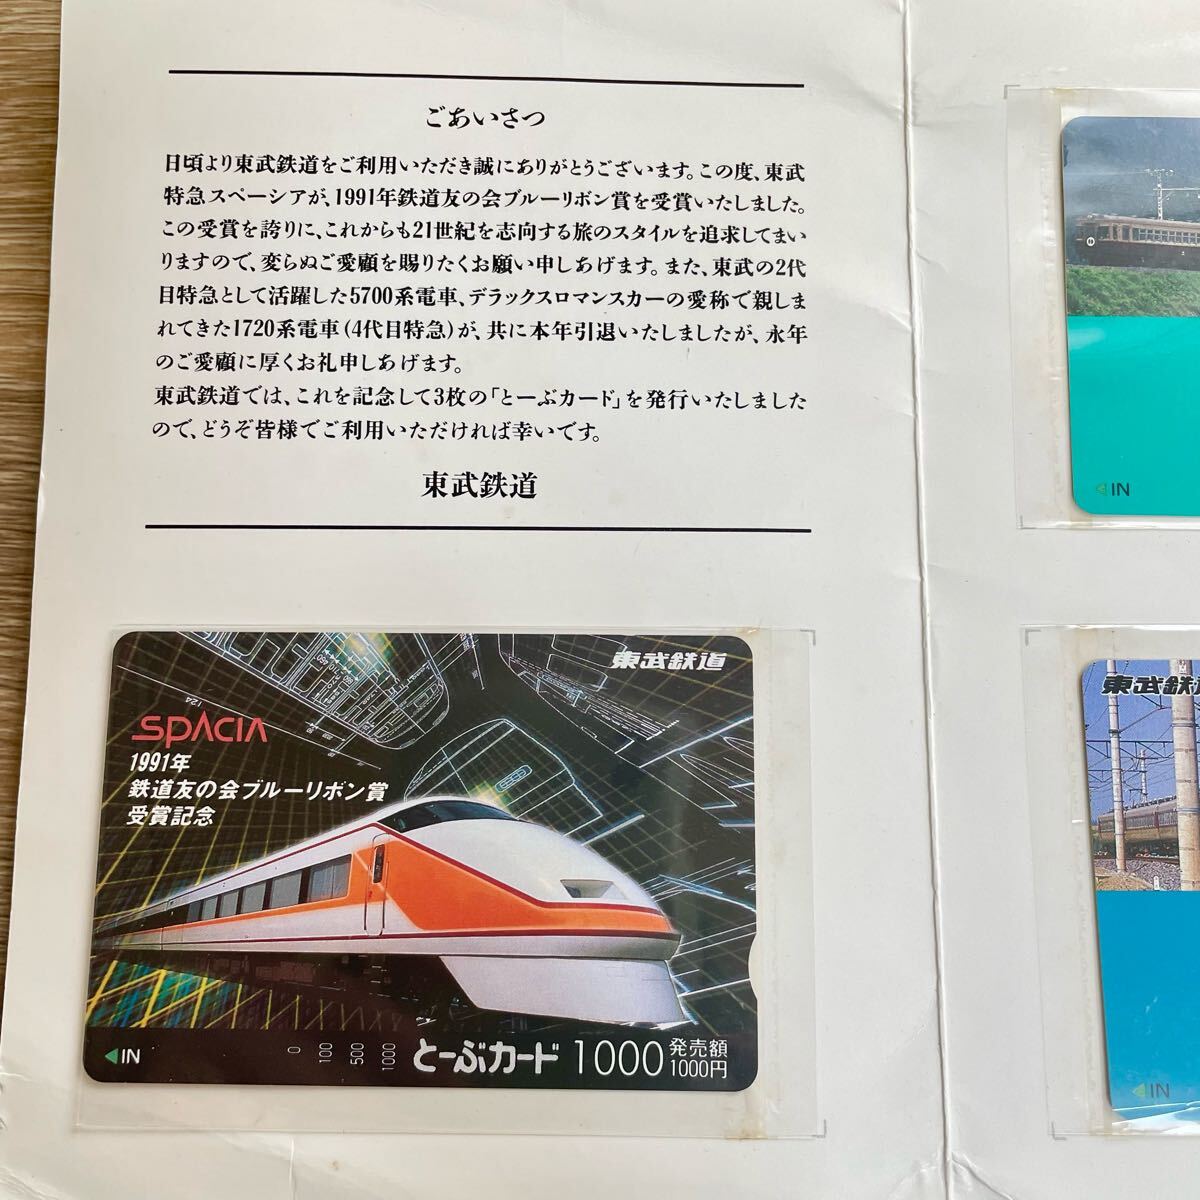 ごあいさつ
日頃より東武鉄道をご利用いただき誠にありがとうございます。この度、東武
特急スペーシアが、1991年鉄道友の会ブルーリボン賞を受賞いたしました。
この受賞を誇りに、これからも21世紀を志向する旅のスタイルを追求してまい
りますので、変らぬご愛顧を賜りたくお願い申しあげます。また、東武の2代
目特急として活躍した5700系電車、デラックスロマンスカーの愛称で親しま
れてきた1720系電車(4代目特急)が、共に本年引退いたしましたが、永年
のご愛顧に厚くお礼申しあげます。
東武鉄道では、これを記念して3枚の「とーぶカード」を発行いたしました
ので、どうぞ皆様でご利用いただければ幸いです。
東武鉄道
東武鉄道
SPACIA
1991年
鉄道友の会ブルーリボン賞
受賞記念
◀IN
0
100
500
1000
とーぶカード 1000 発売額
1000円
◀IN
東武鉄道
◀IN